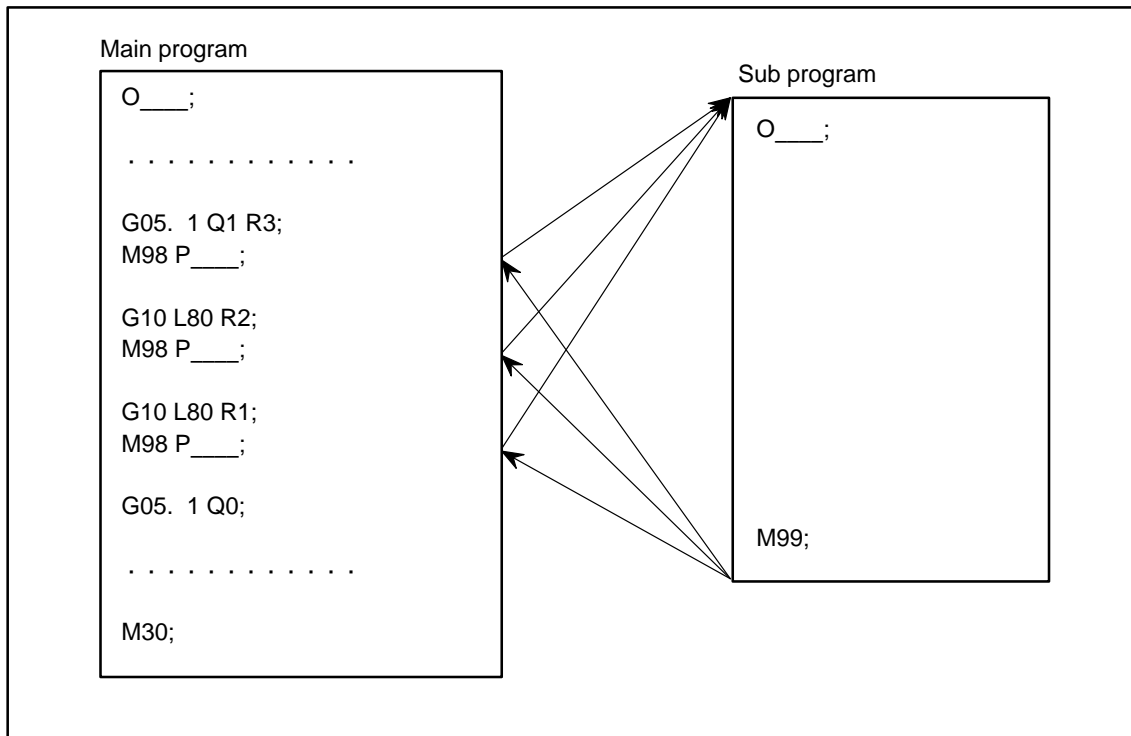 Main program
O____;
. . . . . . . . . . . .
G05. 1 Q1 R3;
M98 P____;
G10 L80 R2;
M98 P____;
G10 L80 R1;
M98 P____;
G05. 1 Q0;
. . . . . . . . . . . .
M30;
Sub program
O____;
M99;